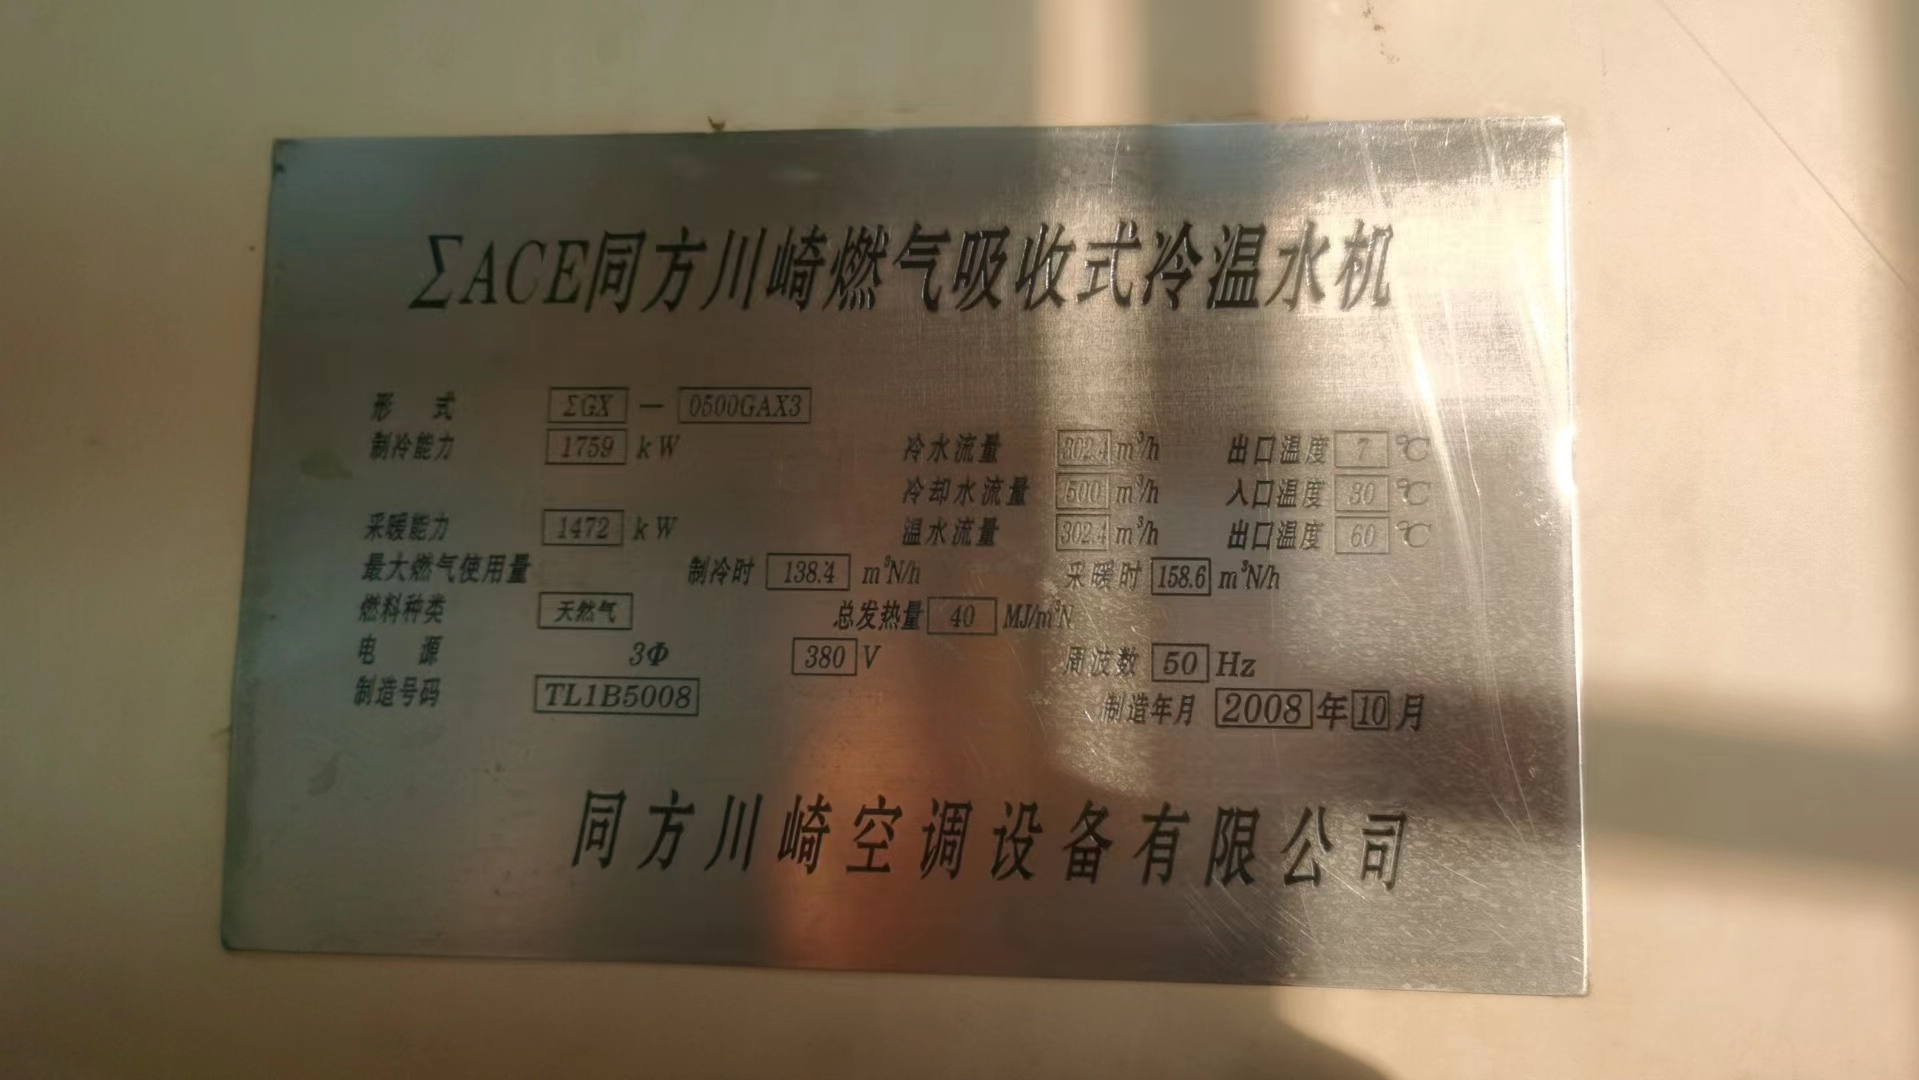 ΣACE同方川崎燃气吸收式冷温水机
形式 ΣGX — 0500GAX3
制冷能力 1759 kW 冷水流量 302.4 m³/h 出口温度 7 ℃
冷却水流量 500 m³/h 入口温度 30 ℃
采暖能力 1472 kW 温水流量 302.4 m³/h 出口温度 60 ℃
最大燃气使用量 制冷时 138.4 m³N/h 采暖时 158.6 m³N/h
燃料种类 天然气 总发热量 40 MJ/m³N
电源 3Φ 380 V 周波数 50 Hz
制造号码 TL1B5008 制造年月 2008 年 10 月
同方川崎空调设备有限公司